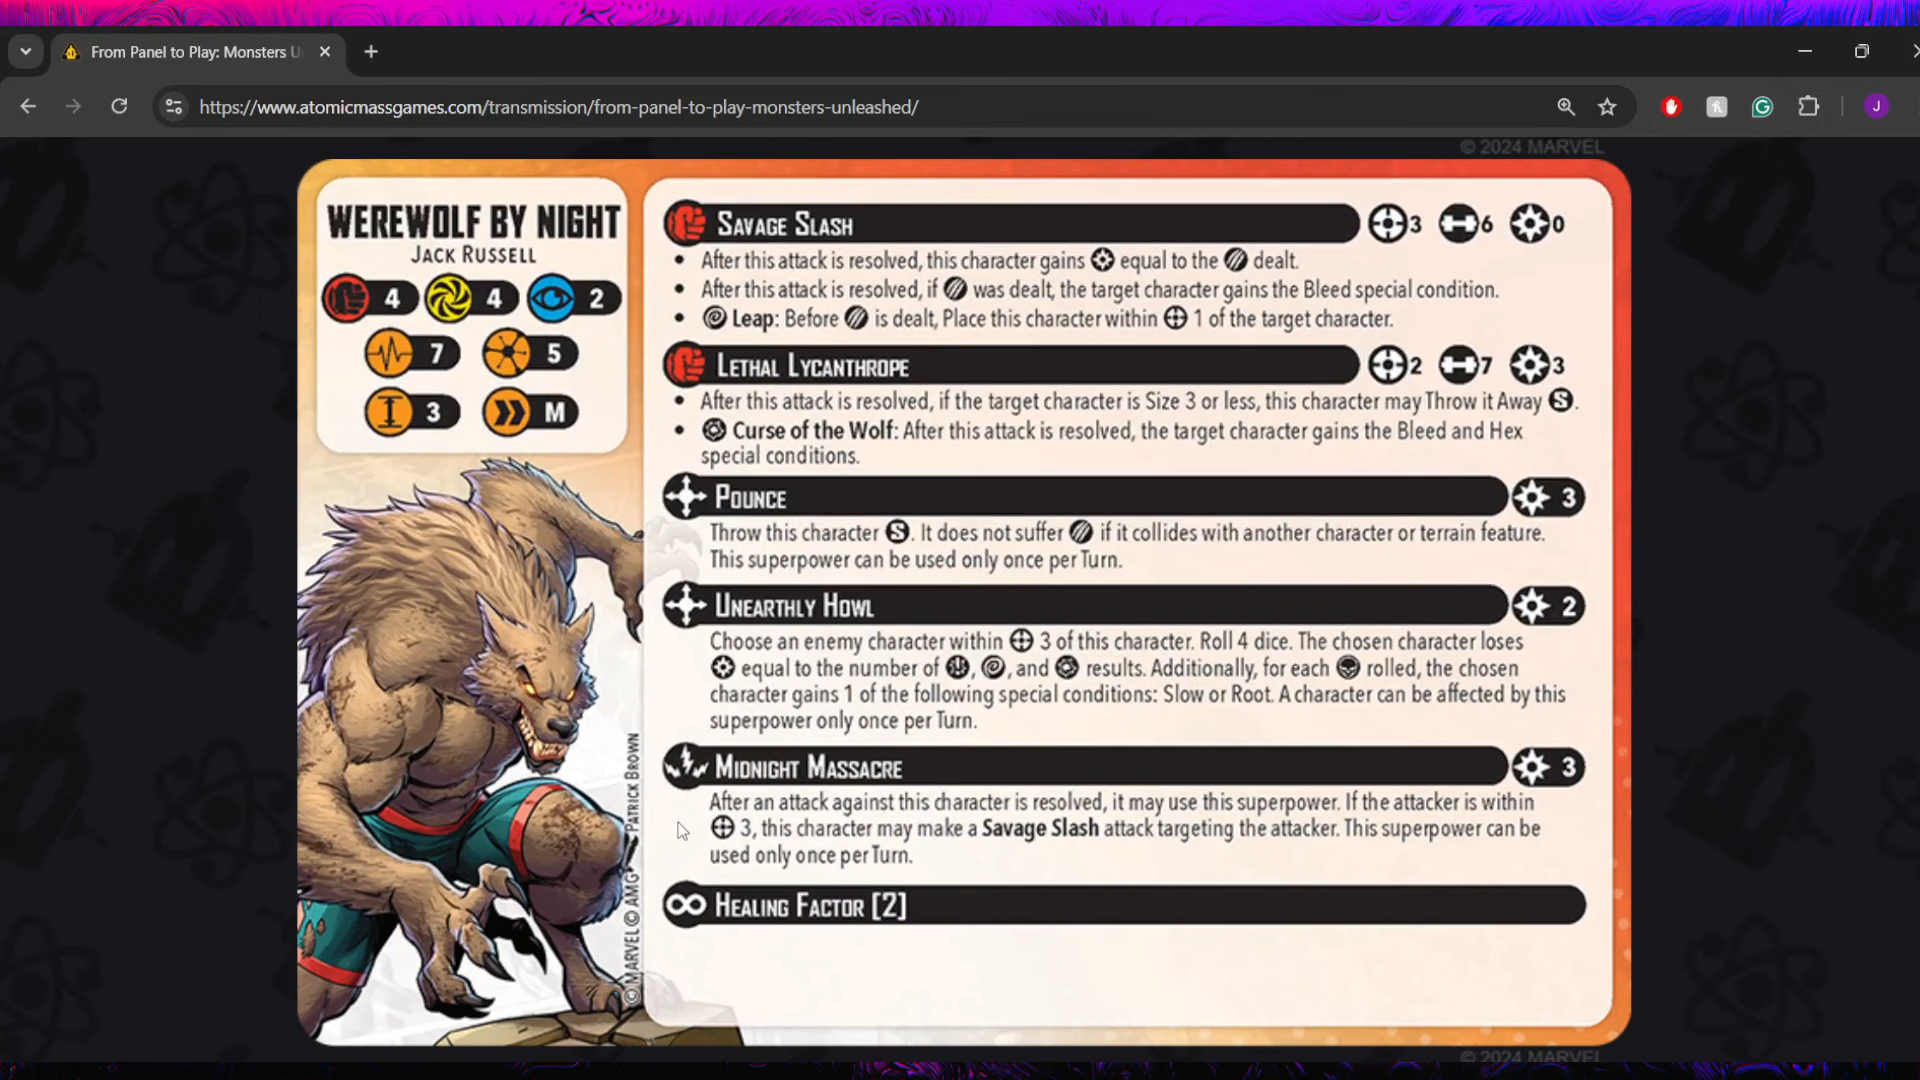 From Panel to Play: Monsters U
https://www.atomicmassgames.com/transmission/from-panel-to-play-monsters-unleashed/
J
© 2024 MARVEL
WEREWOLF BY NIGHT
JACK RUSSELL
4 4 2
7 5
3 M
©MARVEL © AMG • PATRICK BROWN
SAVAGE SLASH 3 6 0
• After this attack is resolved, this character gains equal to the dealt.
• After this attack is resolved, if was dealt, the target character gains the Bleed special condition.
• Leap: Before is dealt, Place this character within 1 of the target character.
LETHAL LYCANTHROPE 2 7 3
• After this attack is resolved, if the target character is Size 3 or less, this character may Throw it Away S.
• Curse of the Wolf: After this attack is resolved, the target character gains the Bleed and Hex
special conditions.
POUNCE 3
Throw this character S. It does not suffer if it collides with another character or terrain feature.
This superpower can be used only once per Turn.
UNEARTHLY HOWL 2
Choose an enemy character within 3 of this character. Roll 4 dice. The chosen character loses
equal to the number of , , and results. Additionally, for each rolled, the chosen
character gains 1 of the following special conditions: Slow or Root. A character can be affected by this
superpower only once per Turn.
MIDNIGHT MASSACRE 3
After an attack against this character is resolved, it may use this superpower. If the attacker is within
3, this character may make a Savage Slash attack targeting the attacker. This superpower can be
used only once per Turn.
HEALING FACTOR [2]
© 2024 MARVEL